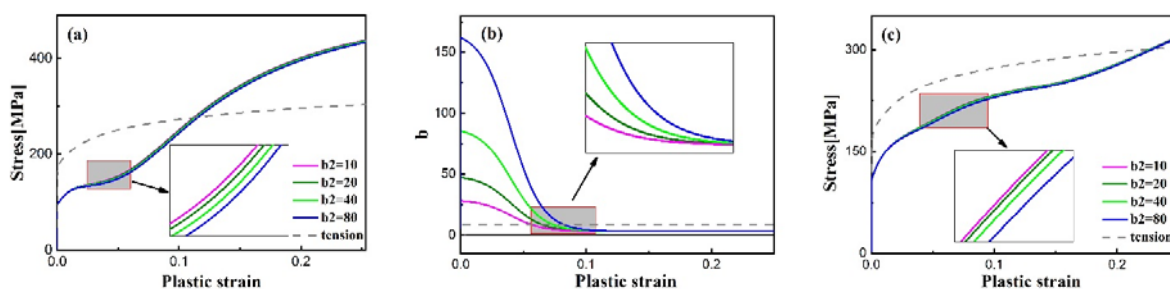 (a)
Stress[MPa]
400
200
0
b2=10
b2=20
b2=40
b2=80
tension
0.0
0.1
0.2
Plastic strain
(b)
b
150
100
50
0
0.0
0.1
0.2
Plastic strain
(c)
Stress[MPa]
300
150
0
b2=10
b2=20
b2=40
b2=80
tension
0.0
0.1
0.2
Plastic strain